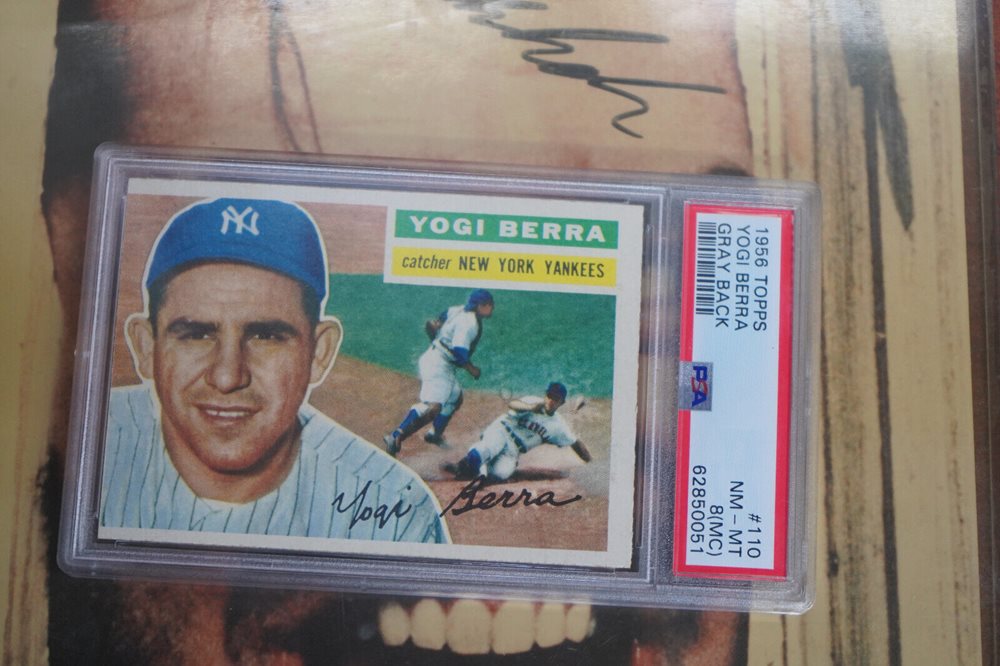 NY
YOGI BERRA
catcher NEW YORK YANKEES
Yogi Berra
1956 TOPPS
YOGI BERRA
GRAY BACK
PSA
#110
NM - MT
8(MC)
62850051